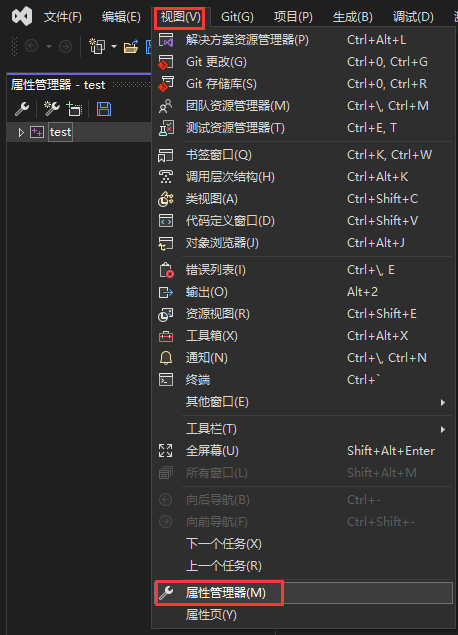 文件(F) 编辑(E) 视图(V) Git(G) 项目(P) 生成(B) 调试(D)
属性管理器 - test
test
解决方案资源管理器(P) Ctrl+Alt+L
Git 更改(G) Ctrl+0, Ctrl+G
Git 存储库(S) Ctrl+0, Ctrl+R
团队资源管理器(M) Ctrl+\, Ctrl+M
测试资源管理器(T) Ctrl+E, T
书签窗口(Q) Ctrl+K, Ctrl+W
调用层次结构(H) Ctrl+Alt+K
类视图(A) Ctrl+Shift+C
代码定义窗口(D) Ctrl+Shift+V
对象浏览器(J) Ctrl+Alt+J
错误列表(I) Ctrl+\, E
输出(O) Alt+2
资源视图(R) Ctrl+Shift+E
工具箱(X) Ctrl+Alt+X
通知(N) Ctrl+\, Ctrl+N
终端 Ctrl+`
其他窗口(E)
工具栏(T)
全屏幕(U) Shift+Alt+Enter
所有窗口(L) Shift+Alt+M
向后导航(B) Ctrl+-
向前导航(F) Ctrl+Shift+-
下一个任务(X)
上一个任务(R)
属性管理器(M)
属性页(Y)